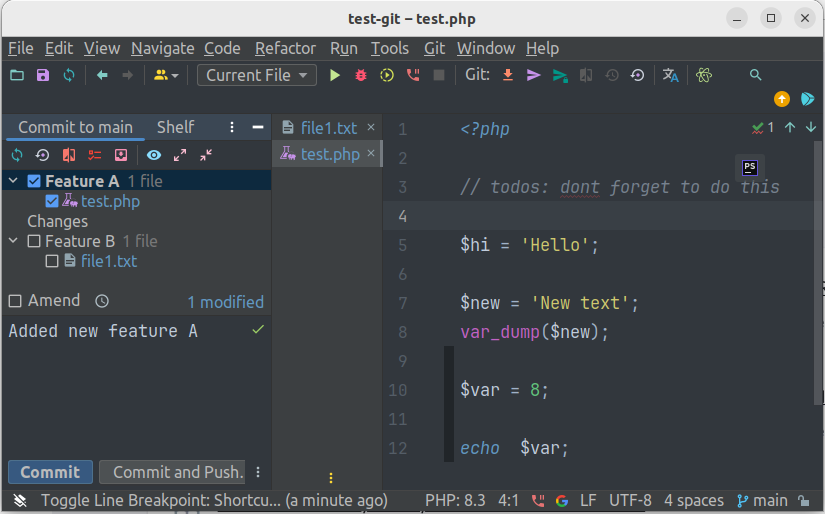 test-git – test.php
File Edit View Navigate Code Refactor Run Tools Git Window Help
Current File Git:
Commit to main Shelf
file1.txt
test.php
Feature A 1 file
test.php
Changes
Feature B 1 file
file1.txt
Amend 1 modified
Added new feature A
Commit Commit and Push.
1
PS
1 <?php
2
3 // todos: dont forget to do this
4
5 $hi = 'Hello';
6
7 $new = 'New text';
8 var_dump($new);
9
10 $var = 8;
11
12 echo  $var;
Toggle Line Breakpoint: Shortcu... (a minute ago) PHP: 8.3 4:1 LF UTF-8 4 spaces main